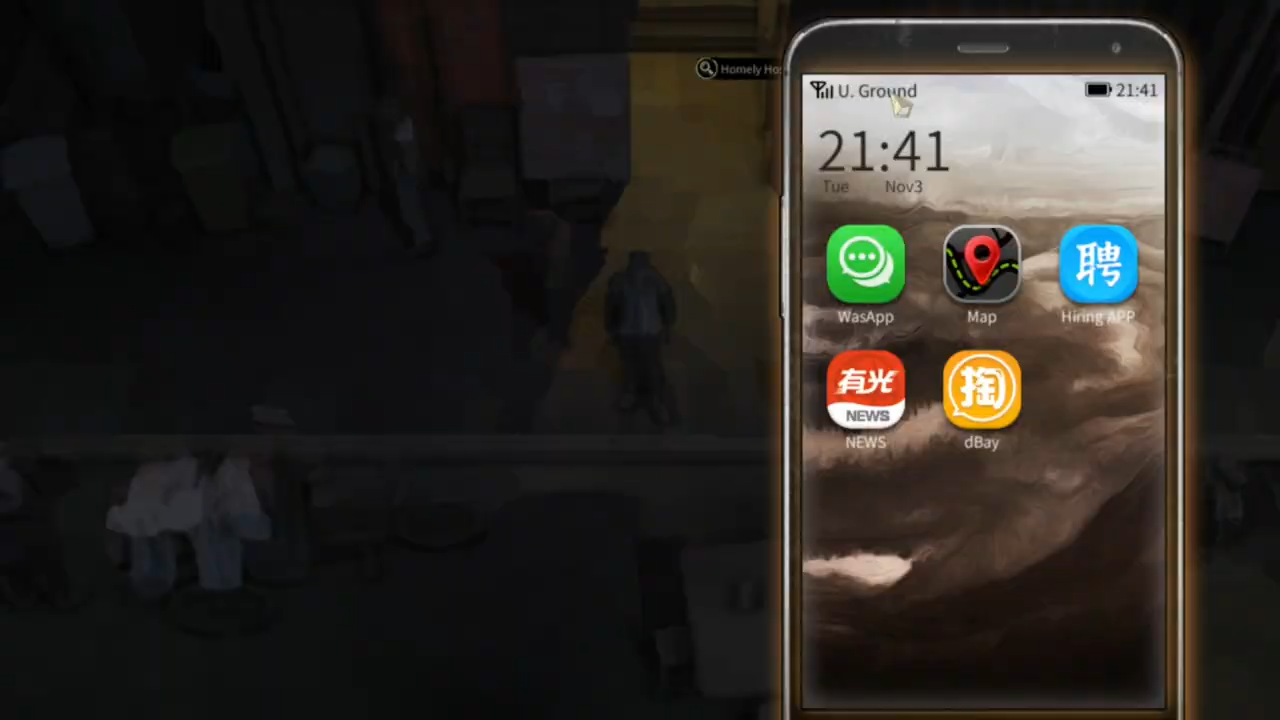 Homely Ho
U. Ground
21:41
21:41
Tue Nov3
聘
WasApp
Map
Hiring APP
有光
NEWS
掏
NEWS
dBay